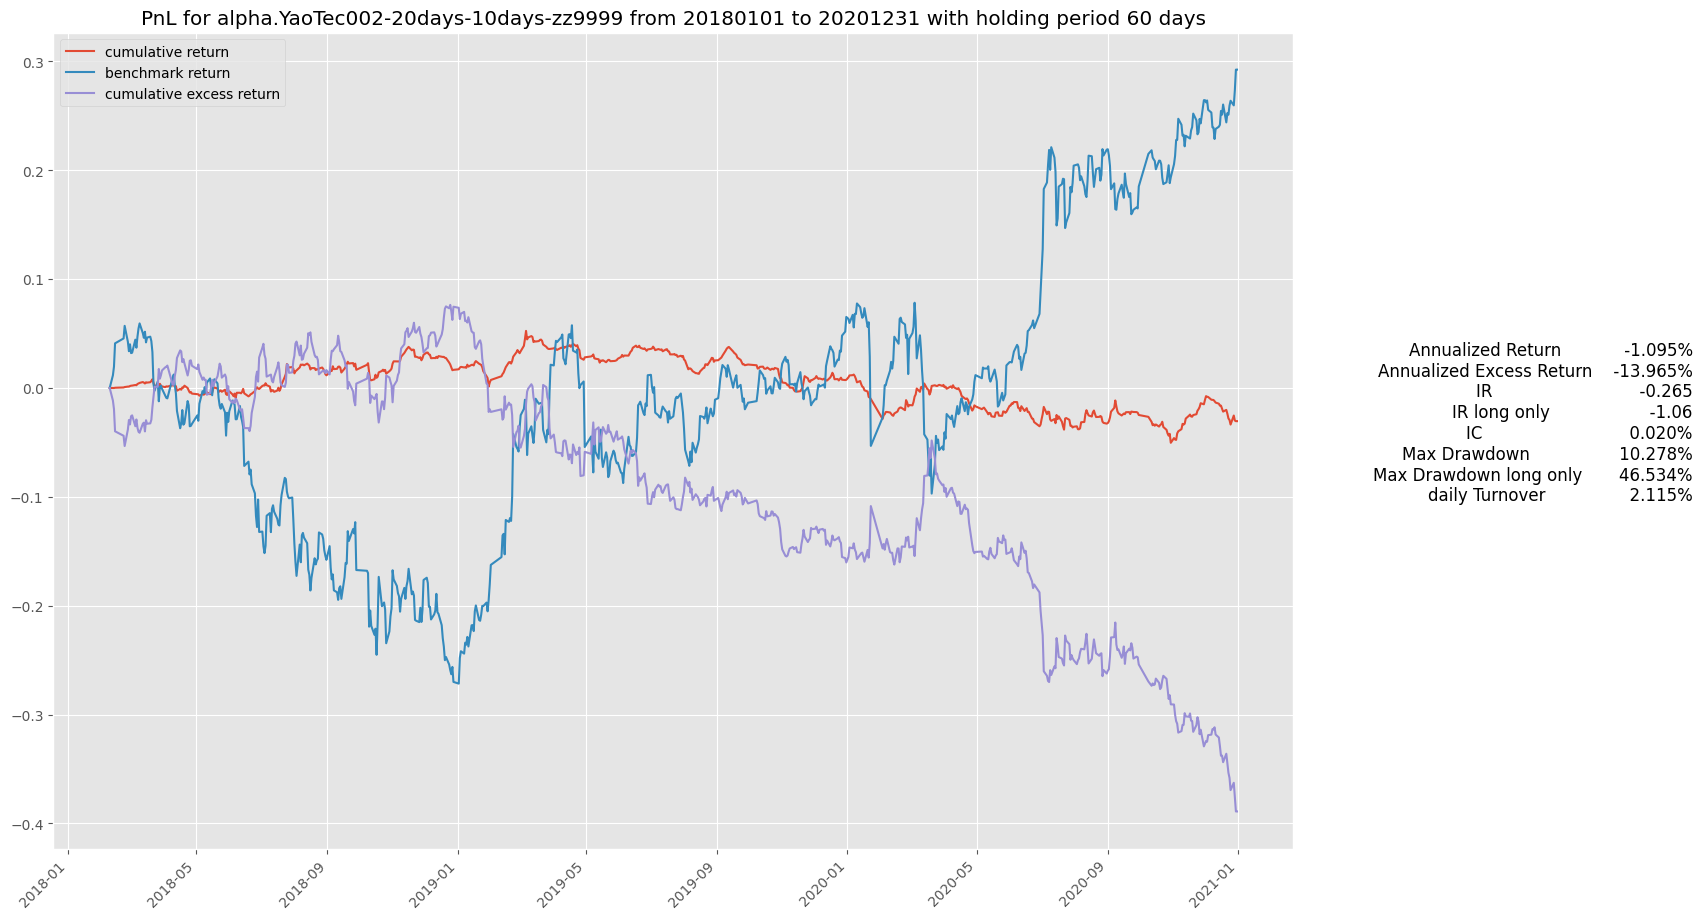 PnL for alpha.YaoTec002-20days-10days-zz9999 from 20180101 to 20201231 with holding period 60 days
cumulative return
benchmark return
cumulative excess return
0.3
0.2
0.1
0.0
−0.1
−0.2
−0.3
−0.4
2018-01
2018-05
2018-09
2019-01
2019-05
2019-09
2020-01
2020-05
2020-09
2021-01
Annualized Return -1.095%
Annualized Excess Return -13.965%
IR -0.265
IR long only -1.06
IC 0.020%
Max Drawdown 10.278%
Max Drawdown long only 46.534%
daily Turnover 2.115%